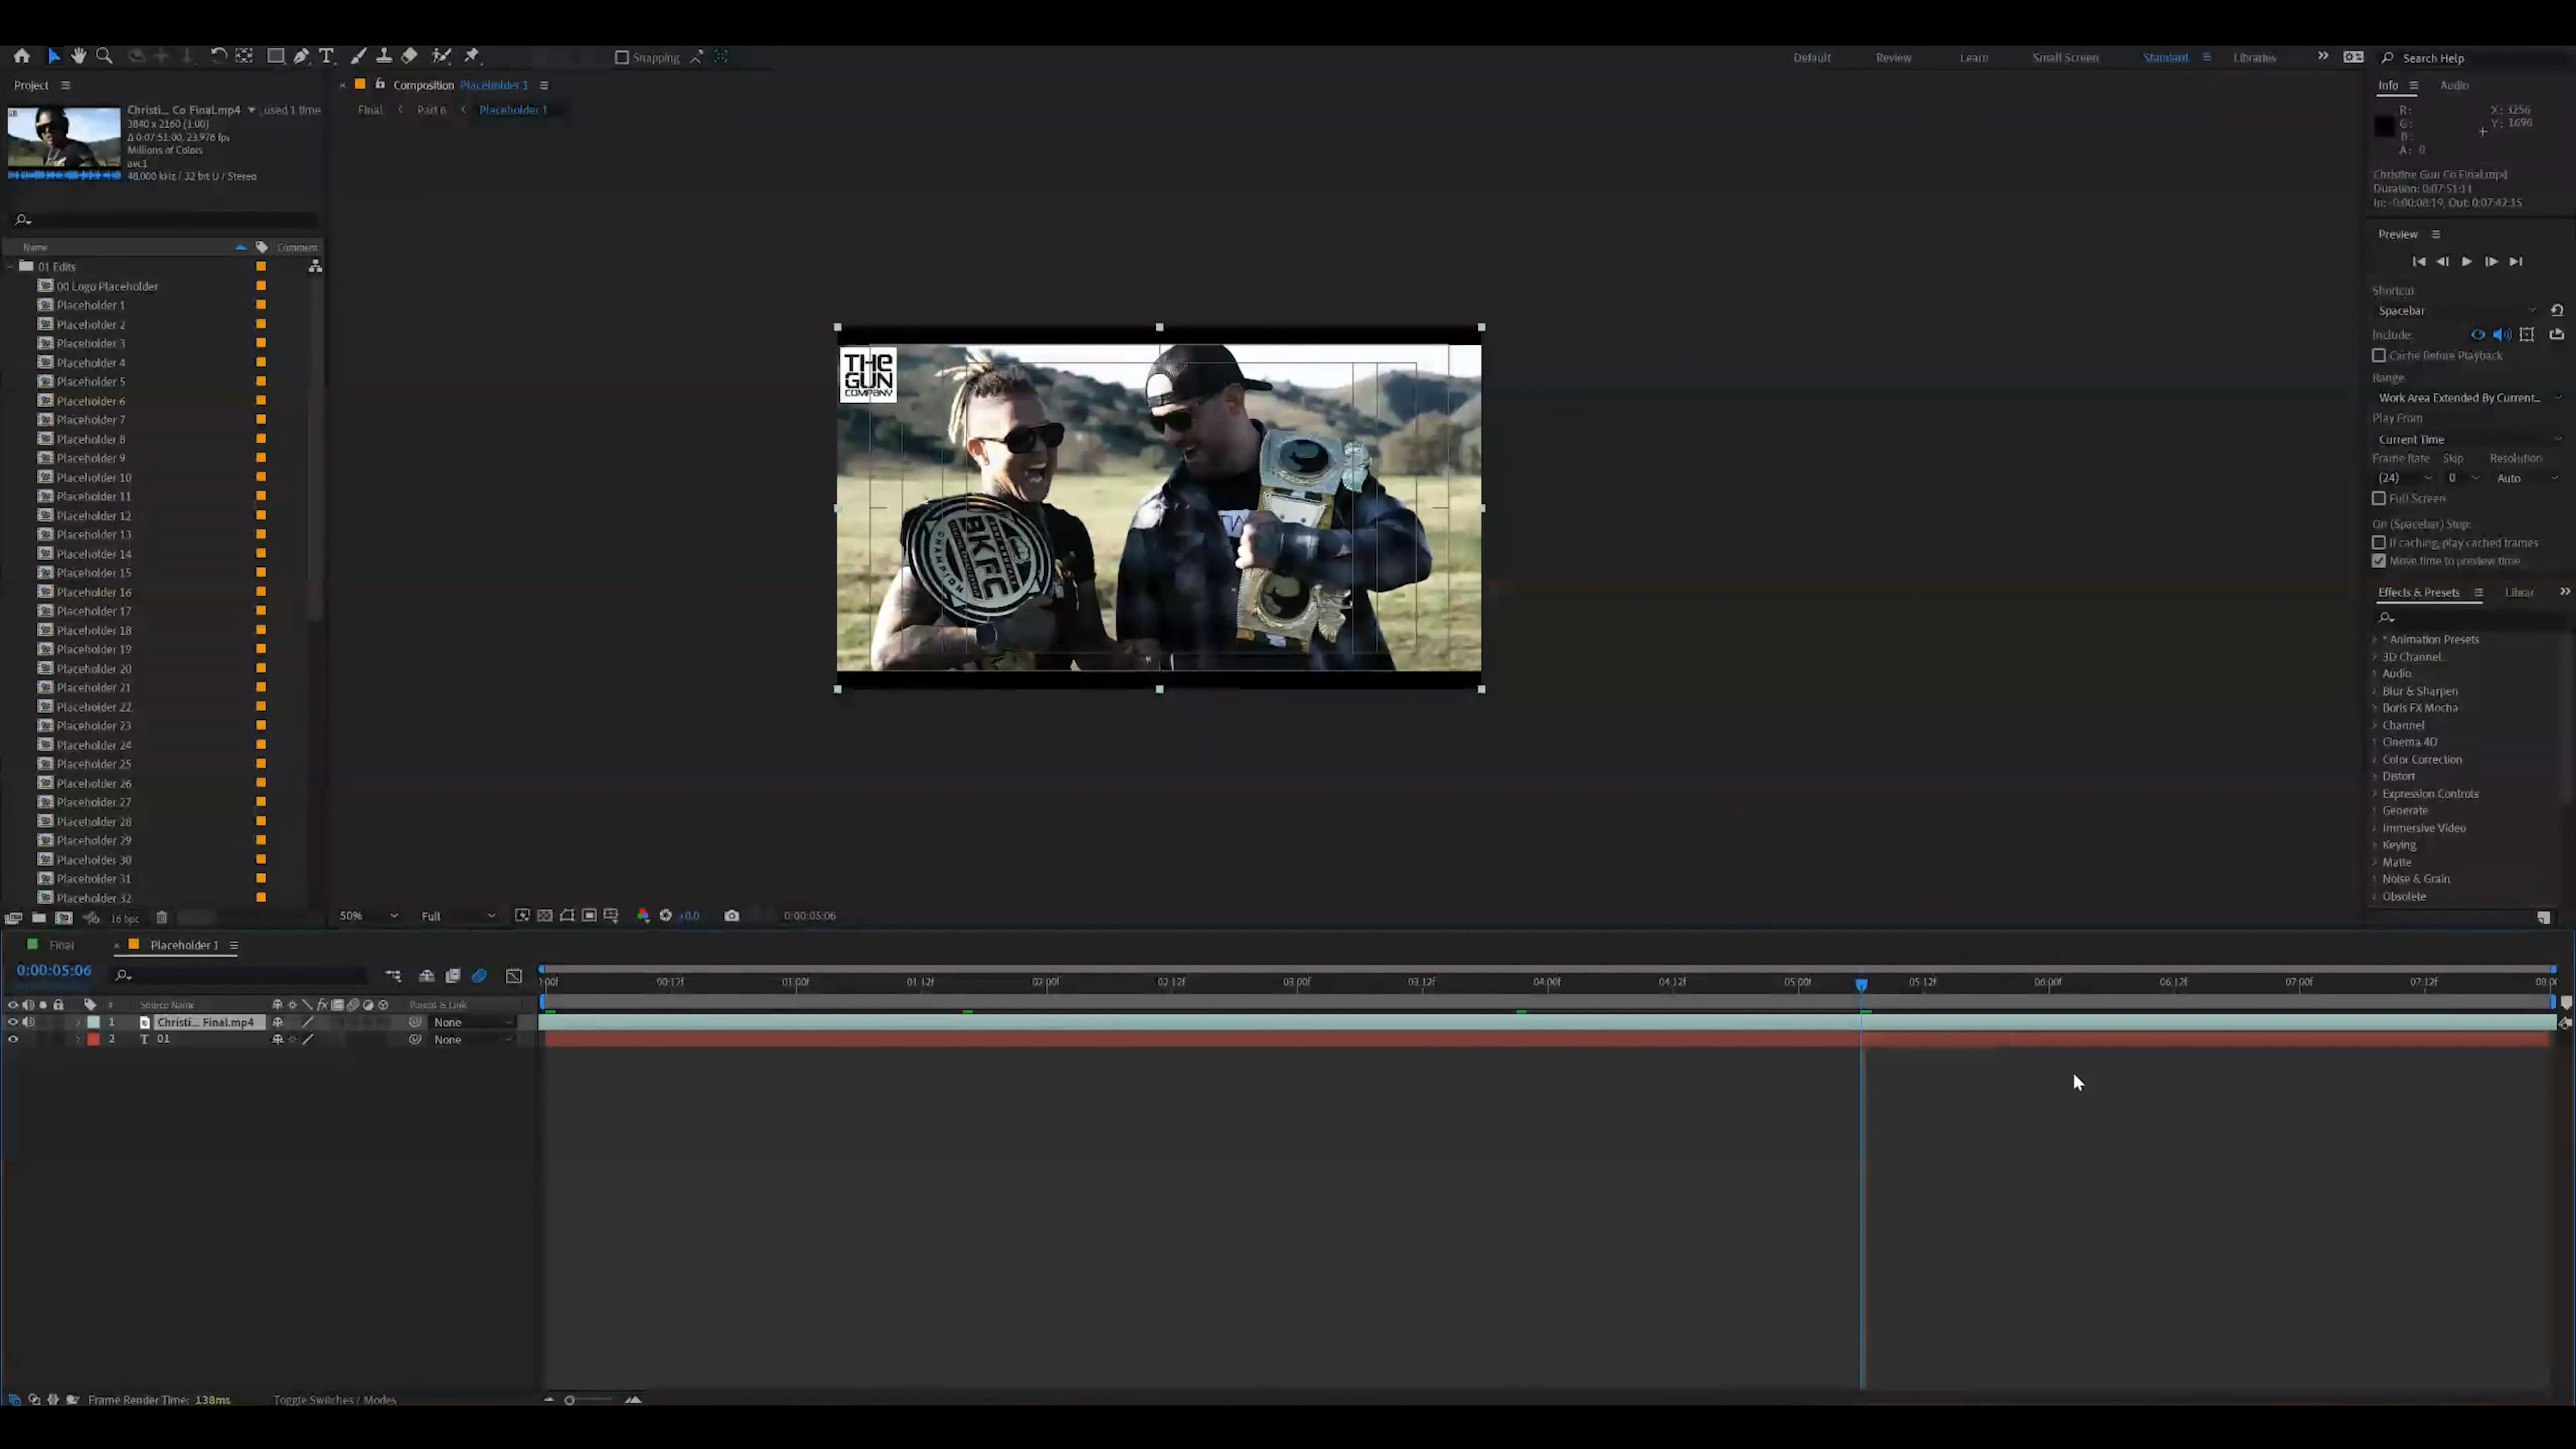 Snapping
Default
Review
Learn
Small Screen
Standard
Libraries
Search Help
Project
Christi... Co Final.mp4 , used 1 time
3840 x 2160 (1.00)
Δ 0:07:51:00, 23.976 fps
Millions of Colors
avc1
48.000 kHz / 32 bit U / Stereo
Name
Comment
01 Edits
00 Logo Placeholder
Placeholder 1
Placeholder 2
Placeholder 3
Placeholder 4
Placeholder 5
Placeholder 6
Placeholder 7
Placeholder 8
Placeholder 9
Placeholder 10
Placeholder 11
Placeholder 12
Placeholder 13
Placeholder 14
Placeholder 15
Placeholder 16
Placeholder 17
Placeholder 18
Placeholder 19
Placeholder 20
Placeholder 21
Placeholder 22
Placeholder 23
Placeholder 24
Placeholder 25
Placeholder 26
Placeholder 27
Placeholder 28
Placeholder 29
Placeholder 30
Placeholder 31
Placeholder 32
16 bpc
Composition Placeholder 1
Final
Part 6
Placeholder 1
THE
GUN
COMPANY
BKFC
CHAMPION
50%
Full
+0.0
0:00:05:06
Info
Audio
R:
G:
B:
A: 0
X: 3256
Y: 1696
Christine Gun Co Final.mp4
Duration: 0:07:51:11
In: -0:00:08:19, Out: 0:07:42:15
Preview
Shortcut
Spacebar
Include:
Cache Before Playback
Range
Work Area Extended By Current...
Play From
Current Time
Frame Rate Skip Resolution
(24) 0 Auto
Full Screen
On (Spacebar) Stop:
If caching, play cached frames
Move time to preview time
Effects & Presets
Librar
* Animation Presets
3D Channel
Audio
Blur & Sharpen
Boris FX Mocha
Channel
Cinema 4D
Color Correction
Distort
Expression Controls
Generate
Immersive Video
Keying
Matte
Noise & Grain
Obsolete
Final
Placeholder 1
0:00:05:06
:00f 00:12f 01:00f 01:12f 02:00f 02:12f 03:00f 03:12f 04:00f 04:12f 05:00f 05:12f 06:00f 06:12f 07:00f 07:12f 08:00
# Source Name fx Parent & Link
1 Christi... Final.mp4 None
2 T 01 None
Frame Render Time: 138ms
Toggle Switches / Modes